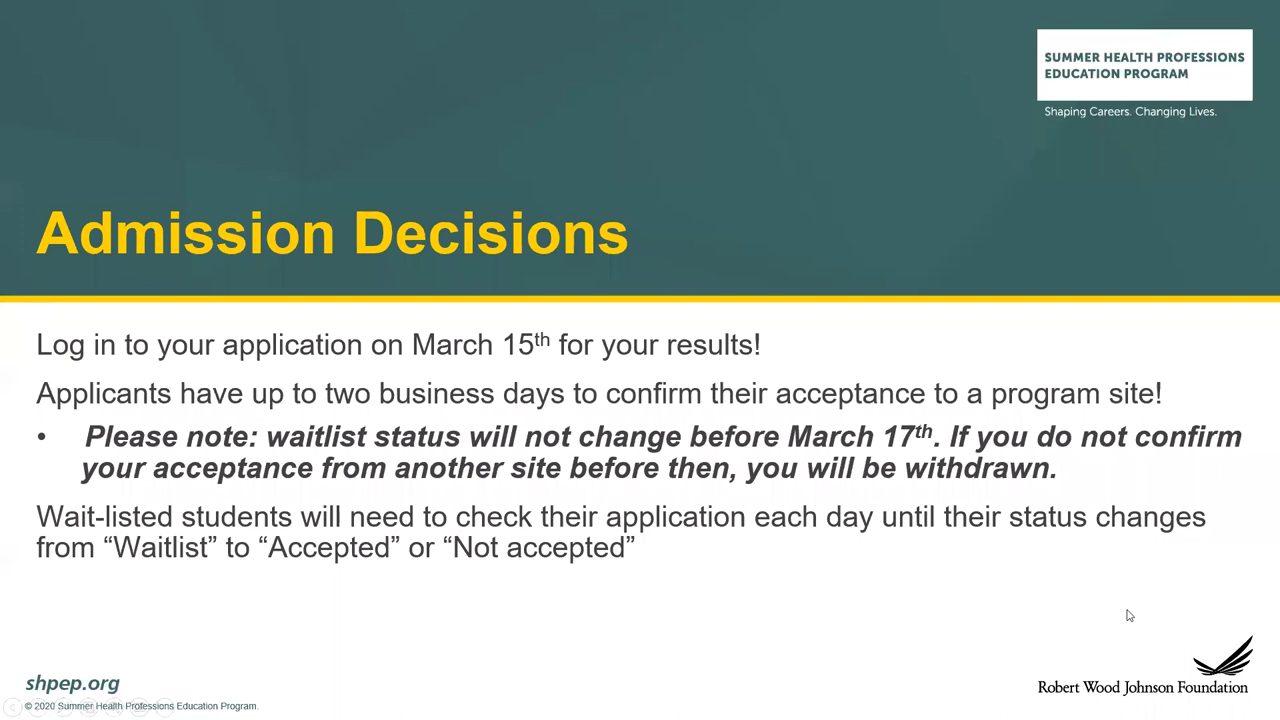 SUMMER HEALTH PROFESSIONS
EDUCATION PROGRAM
Shaping Careers. Changing Lives.
Admission Decisions
Log in to your application on March 15th for your results!
Applicants have up to two business days to confirm their acceptance to a program site!
• Please note: waitlist status will not change before March 17th. If you do not confirm
your acceptance from another site before then, you will be withdrawn.
Wait-listed students will need to check their application each day until their status changes
from “Waitlist” to “Accepted” or “Not accepted”
shpep.org
© 2020 Summer Health Professions Education Program.
Robert Wood Johnson Foundation